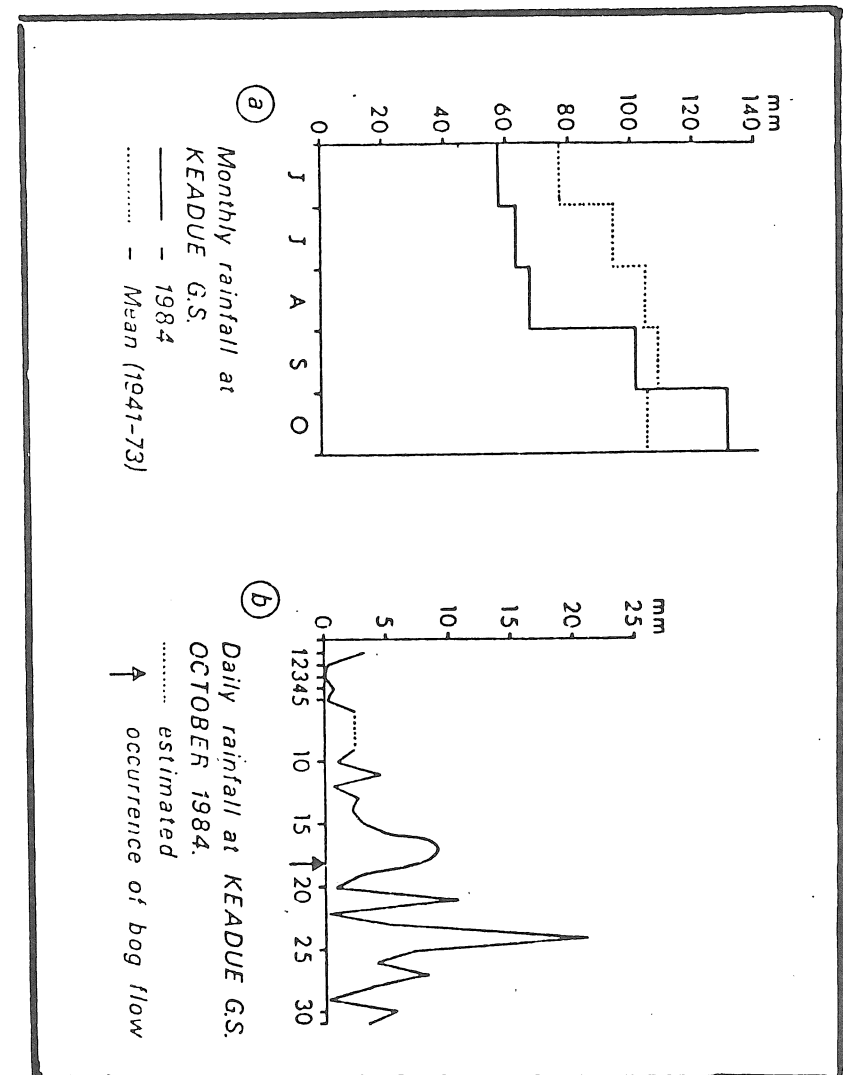 mm
140
120
100
80
60
40
20
0
J J A S O
a
Monthly rainfall at
KEADUE G.S.
— - 1984
........ - Mean (1941-73)
mm
25
20
15
10
5
0
12345 10 15 20 25 30
b
Daily rainfall at KEADUE G.S.
OCTOBER 1984.
........ estimated
↑ occurrence of bog flow